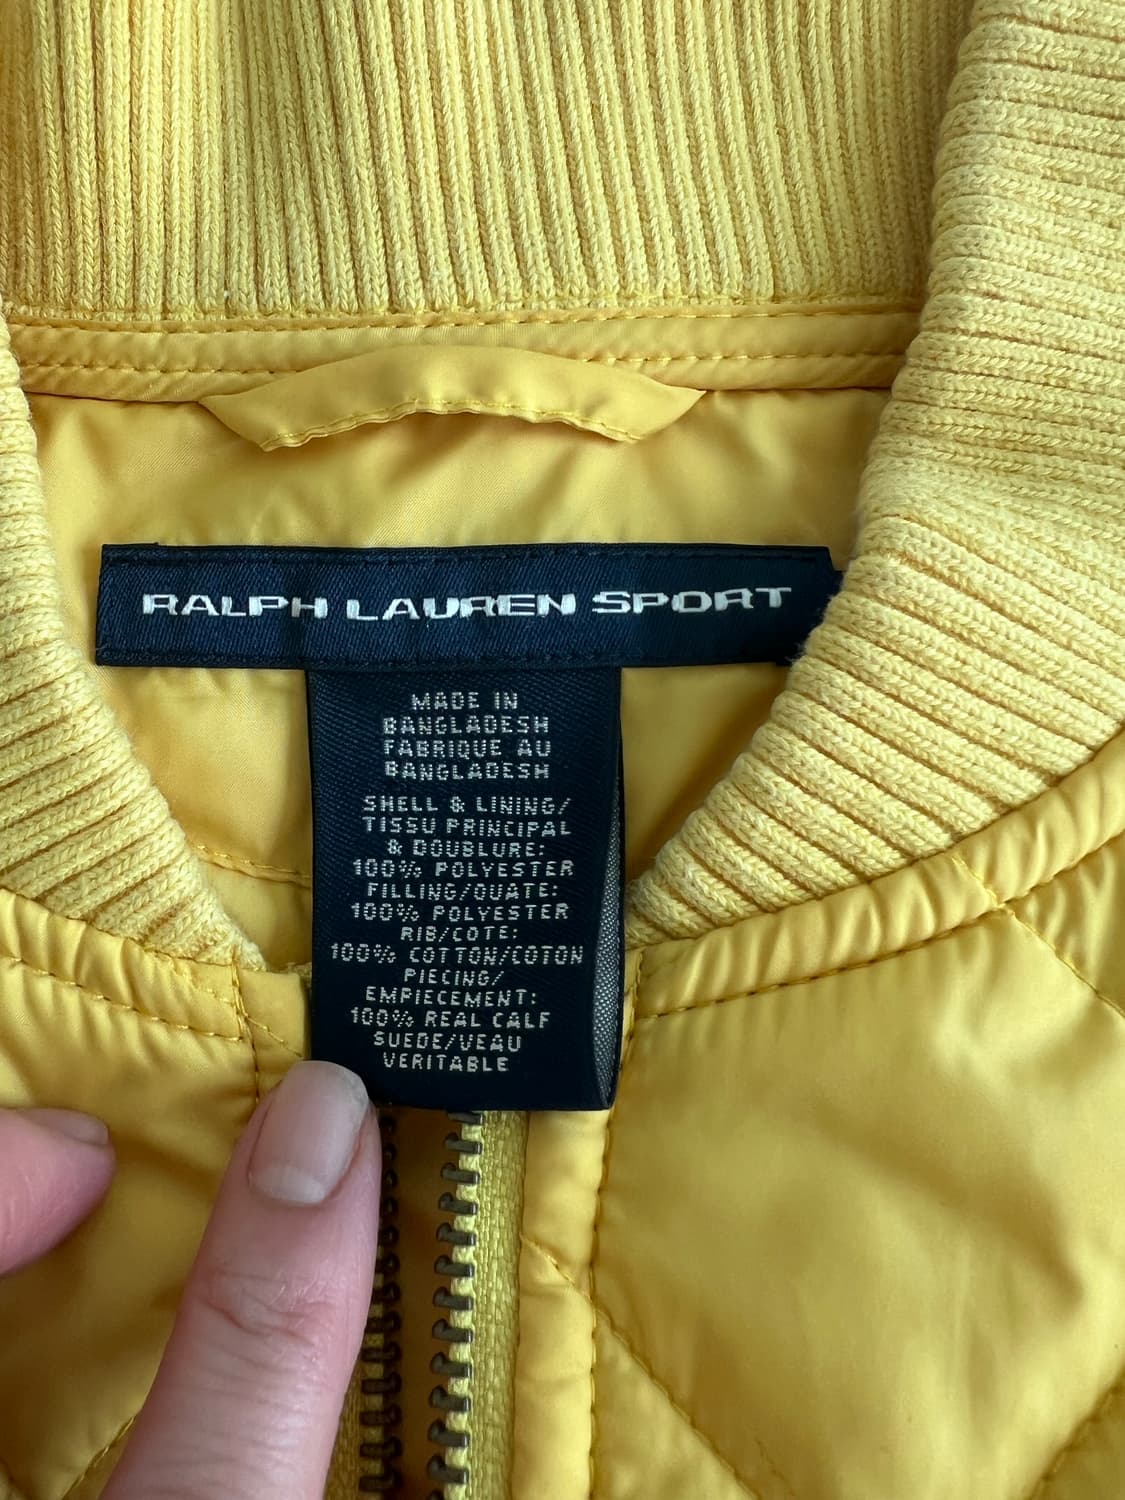 RALPH LAUREN SPORT
MADE IN
BANGLADESH
FABRIQUE AU
BANGLADESH
SHELL & LINING/
TISSU PRINCIPAL
& DOUBLURE:
100% POLYESTER
FILLING/OUATE:
100% POLYESTER
RIB/COTE:
100% COTTON/COTON
PIECING/
EMPIECEMENT:
100% REAL CALF
SUEDE/VEAU
VERITABLE